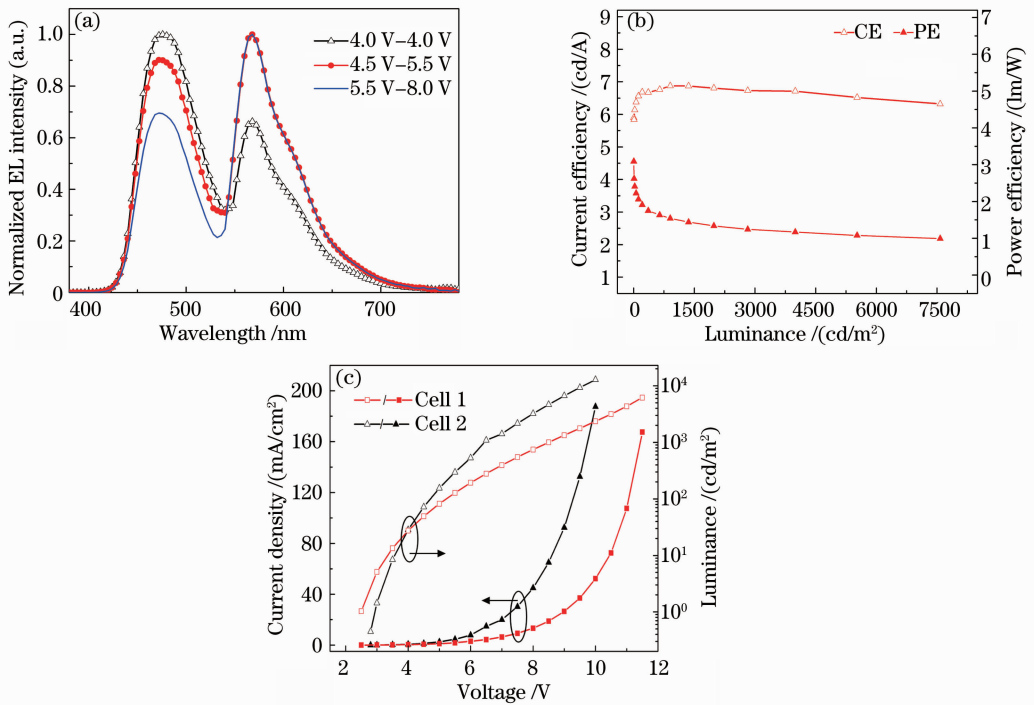 (a)
Normalized EL intensity (a.u.)
1.0
0.8
0.6
0.4
0.2
0
400
500
600
700
Wavelength /nm
4.0 V–4.0 V
4.5 V–5.5 V
5.5 V–8.0 V
(b)
Current efficiency /(cd/A)
9
8
7
6
5
4
3
2
1
CE
PE
7
6
5
4
3
2
1
0
Power efficiency /(lm/W)
0
1500
3000
4500
6000
7500
Luminance /(cd/m²)
(c)
Current density /(mA/cm²)
200
160
120
80
40
0
Cell 1
Cell 2
10⁴
10³
10²
10¹
10⁰
Luminance /(cd/m²)
2
4
6
8
10
12
Voltage /V